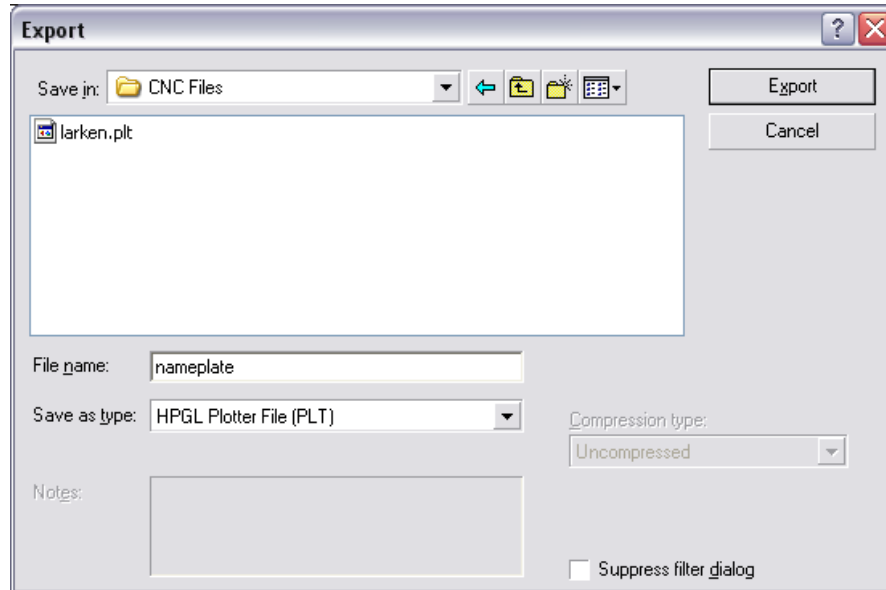 Export
Save in: CNC Files
Export
larken.plt
Cancel
File name: nameplate
Save as type: HPGL Plotter File (PLT)
Compression type:
Uncompressed
Notes:
Suppress filter dialog